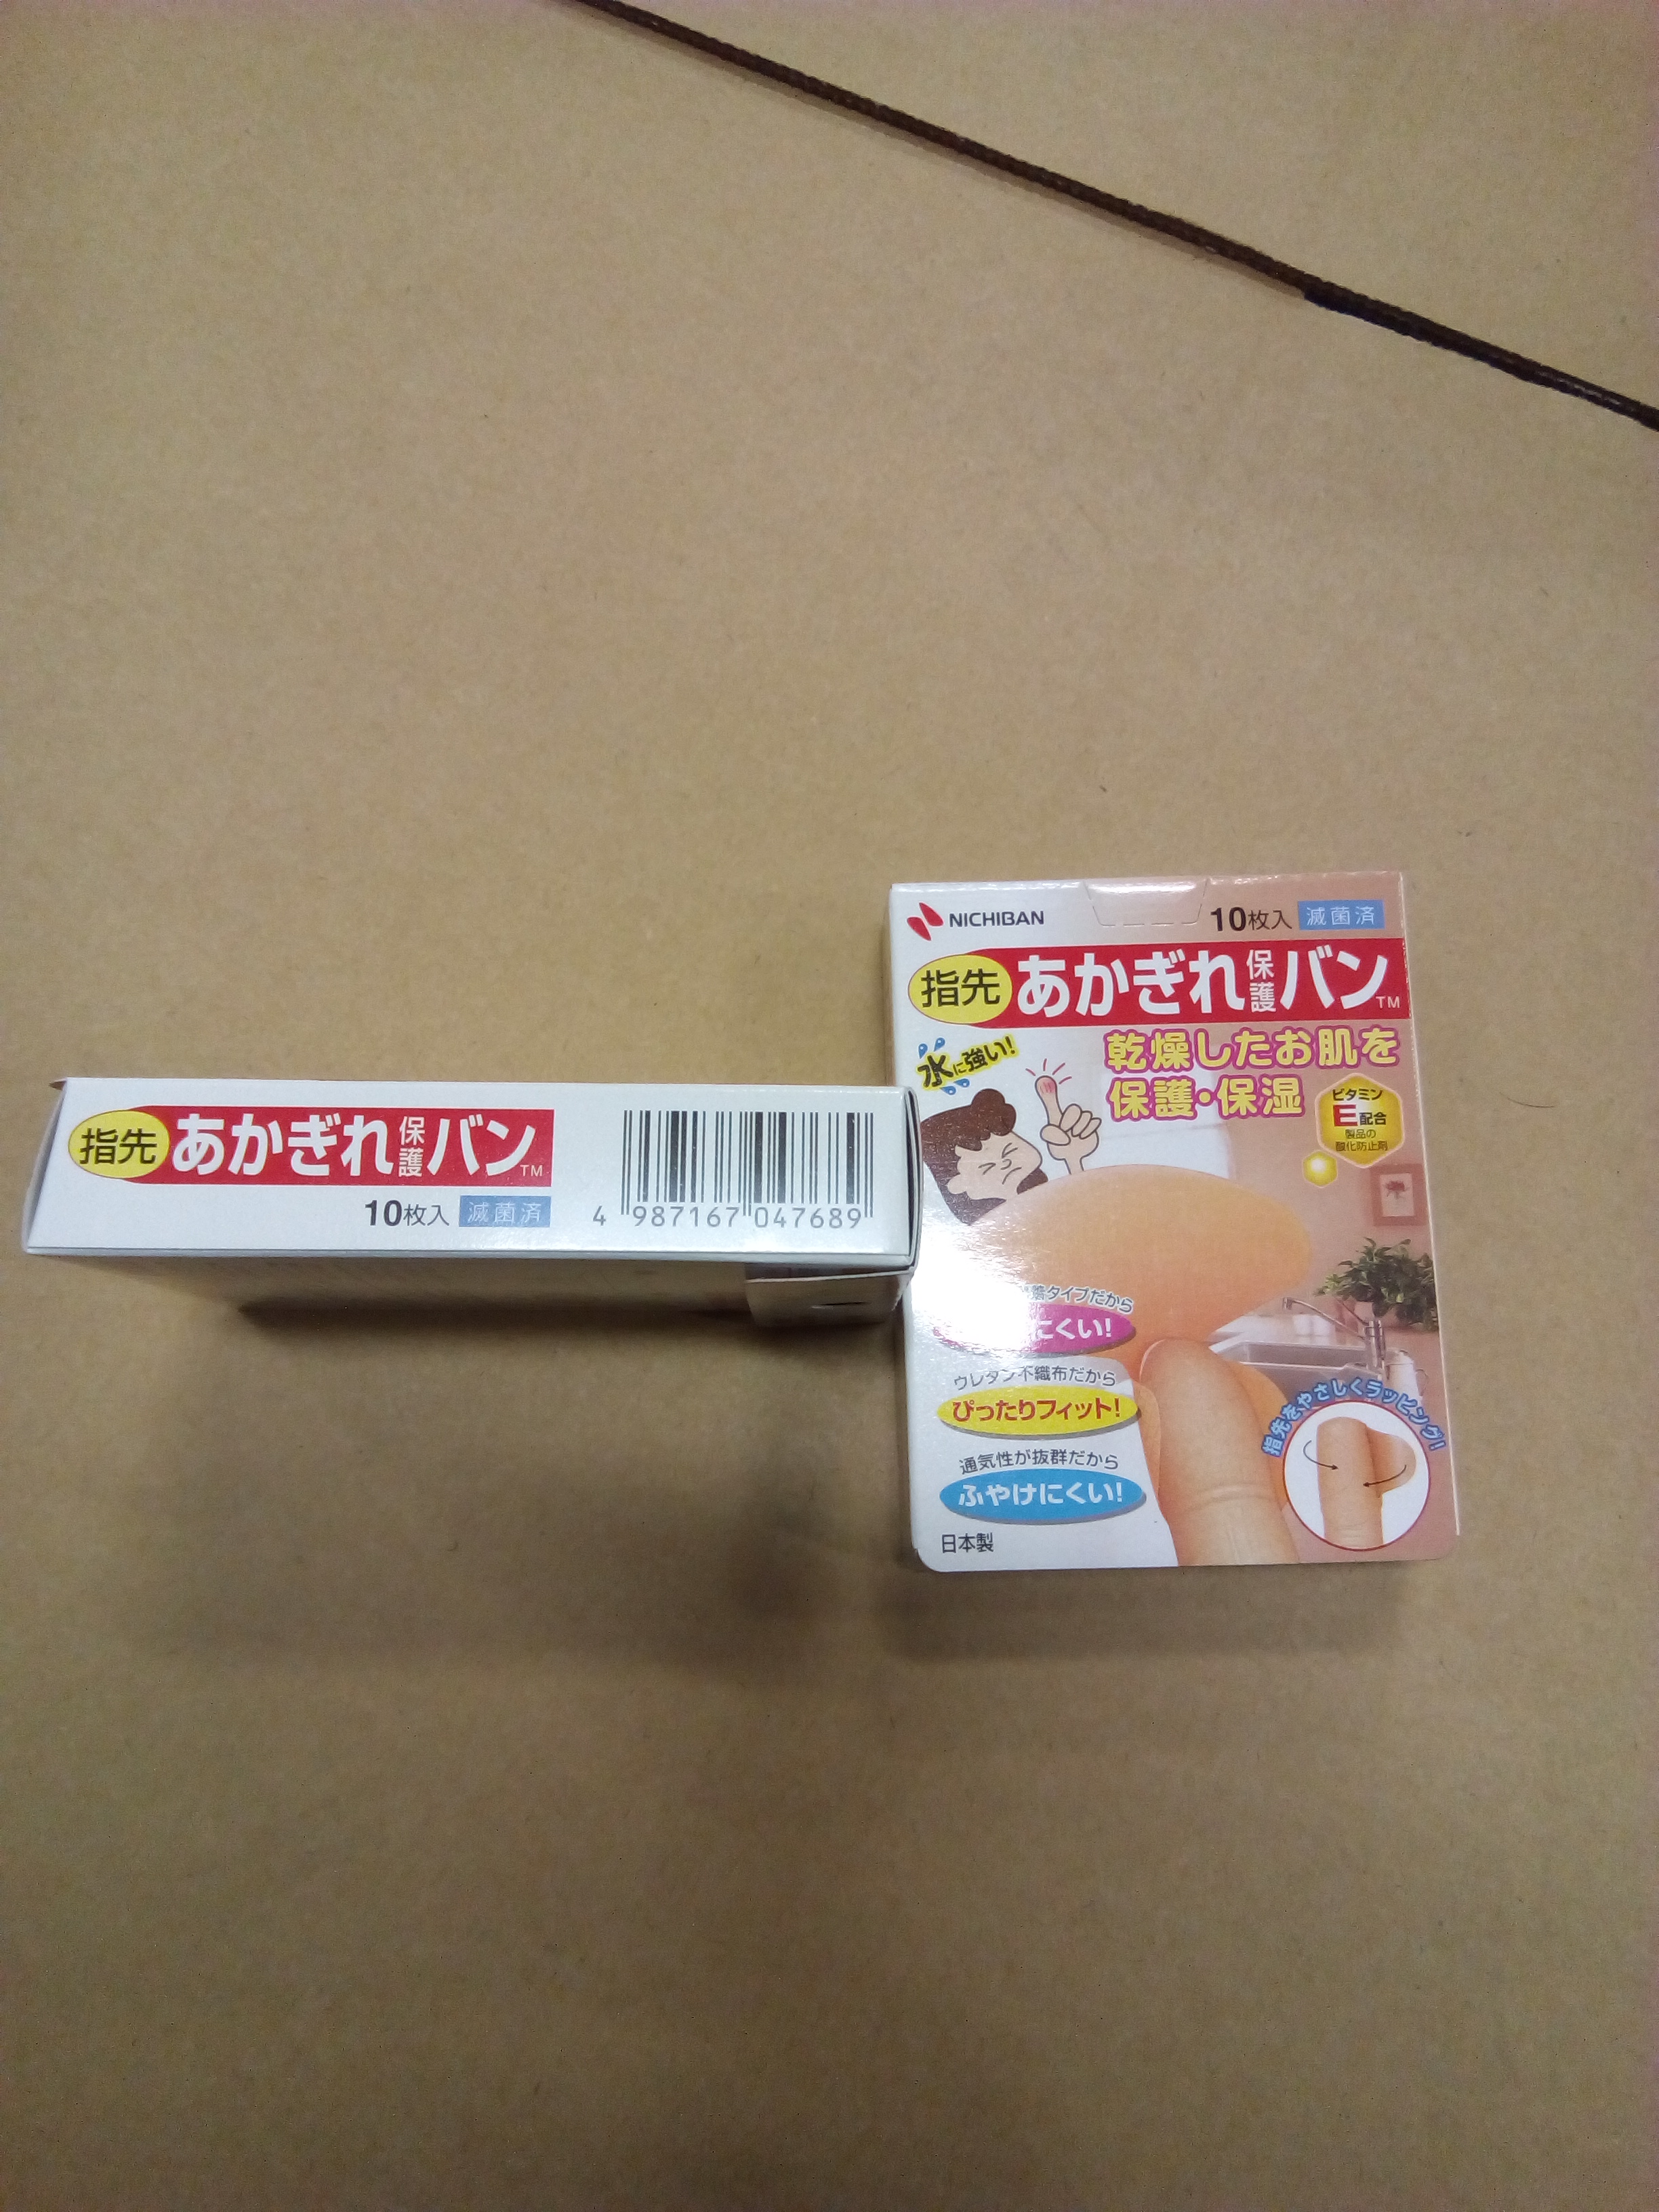 指先 あかぎれ保護バン TM
10枚入 滅菌済
4 987167 047689
NICHIBAN
10枚入 滅菌済
指先 あかぎれ保護バン TM
水に強い!
乾燥したお肌を
保護・保湿
ビタミン
E配合
製品の
酸化防止剤
タイプだから
にくい!
ウレタン不織布だから
ぴったりフィット!
通気性が抜群だから
ふやけにくい!
指先をやさしくラッピング!
日本製